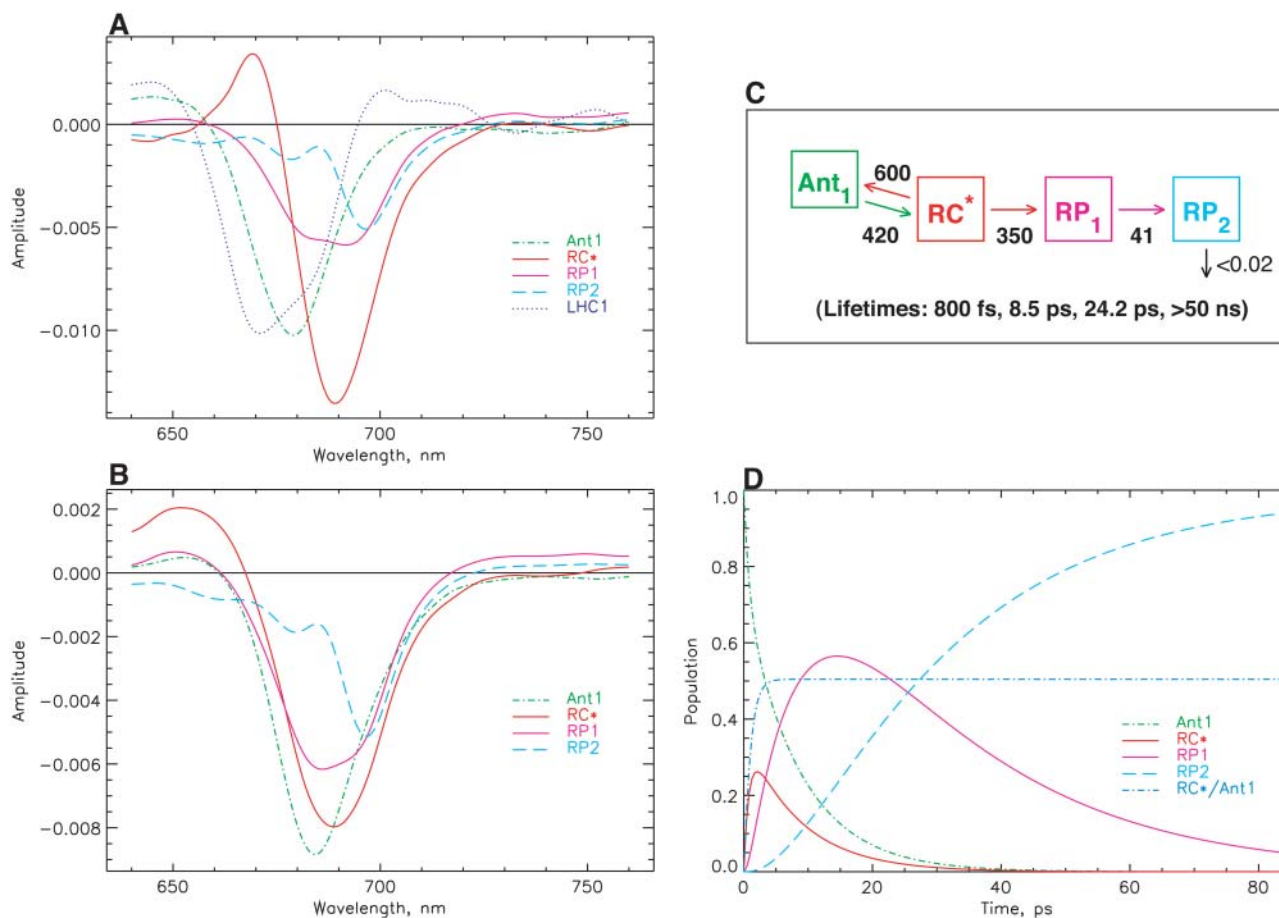 A
0.000
−0.005
−0.010
Amplitude
650
700
750
Wavelength, nm
Ant1
RC*
RP1
RP2
LHC1
B
0.002
0.000
−0.002
−0.004
−0.006
−0.008
Amplitude
650
700
750
Wavelength, nm
Ant1
RC*
RP1
RP2
C
Ant1
600
420
RC*
350
RP1
41
RP2
<0.02
(Lifetimes: 800 fs, 8.5 ps, 24.2 ps, >50 ns)
D
1.0
0.8
0.6
0.4
0.2
0.0
Population
0
20
40
60
80
Time, ps
Ant1
RC*
RP1
RP2
RC*/Ant1